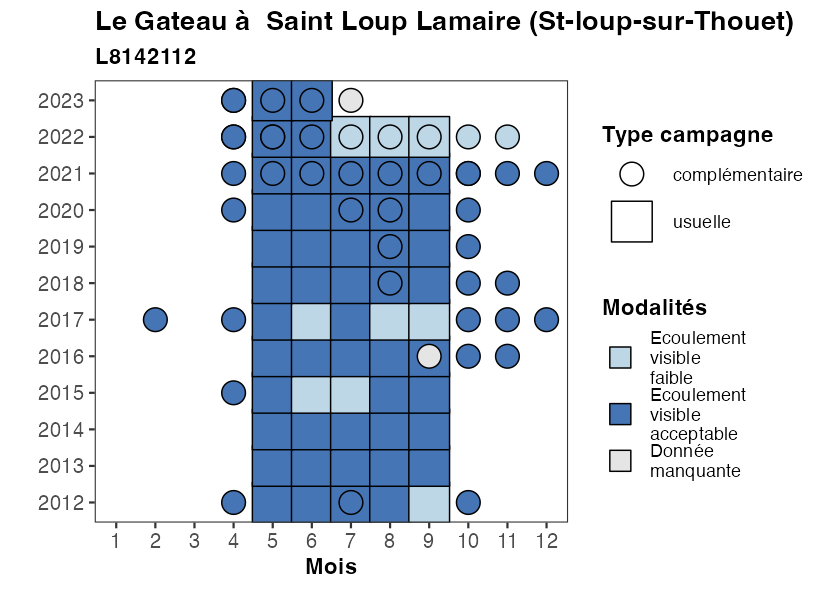 Le Gateau à  Saint Loup Lamaire (St-loup-sur-Thouet)
L8142112
2023
2022
2021
2020
2019
2018
2017
2016
2015
2014
2013
2012
1 2 3 4 5 6 7 8 9 10 11 12
Mois
Type campagne
complémentaire
usuelle
Modalités
Ecoulement
visible
faible
Ecoulement
visible
acceptable
Donnée
manquante